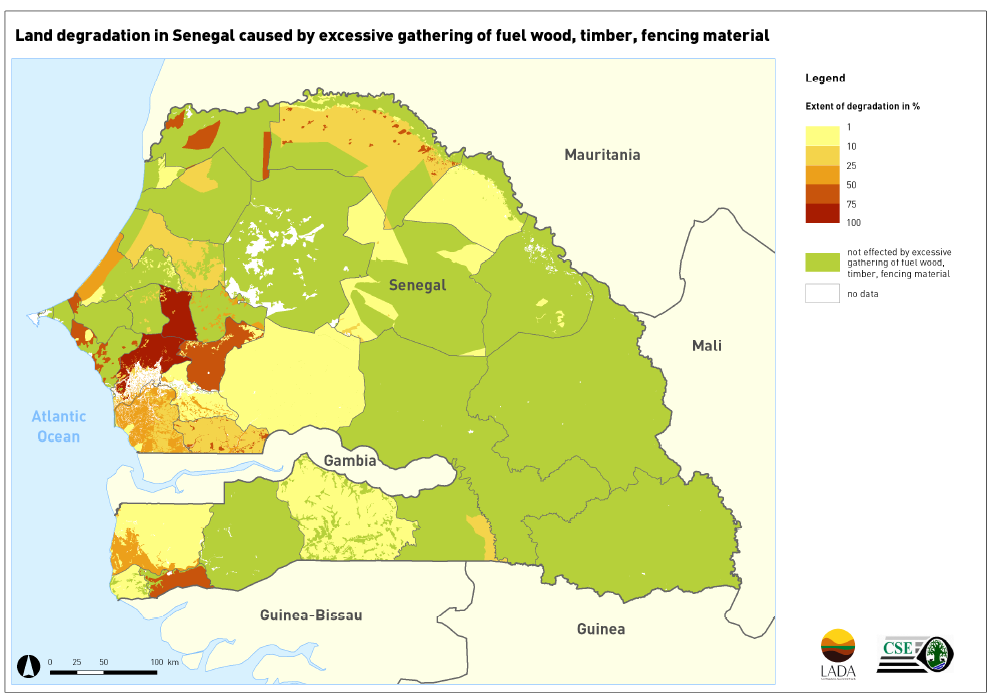 Land degradation in Senegal caused by excessive gathering of fuel wood, timber, fencing material
Legend
Extent of degradation in %
1
10
25
50
75
100
not effected by excessive
gathering of fuel wood,
timber, fencing material
no data
Mauritania
Senegal
Mali
Atlantic
Ocean
Gambia
Guinea-Bissau
Guinea
0 25 50 100 km
LADA
CSE